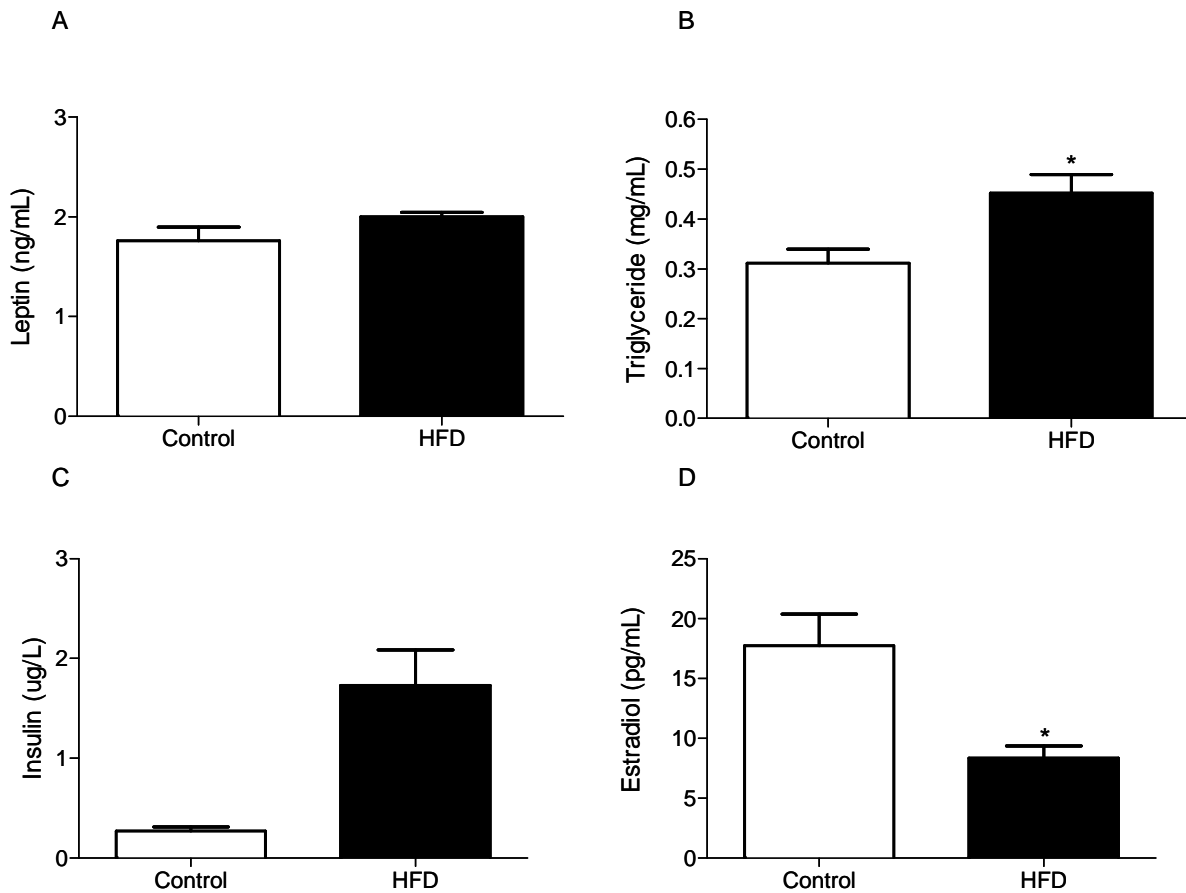 A
Leptin (ng/mL)
3
2
1
0
Control
HFD
B
Triglyceride (mg/mL)
0.6
0.5
0.4
0.3
0.2
0.1
0.0
*
Control
HFD
C
Insulin (ug/L)
3
2
1
0
Control
HFD
D
Estradiol (pg/mL)
25
20
15
10
5
0
*
Control
HFD